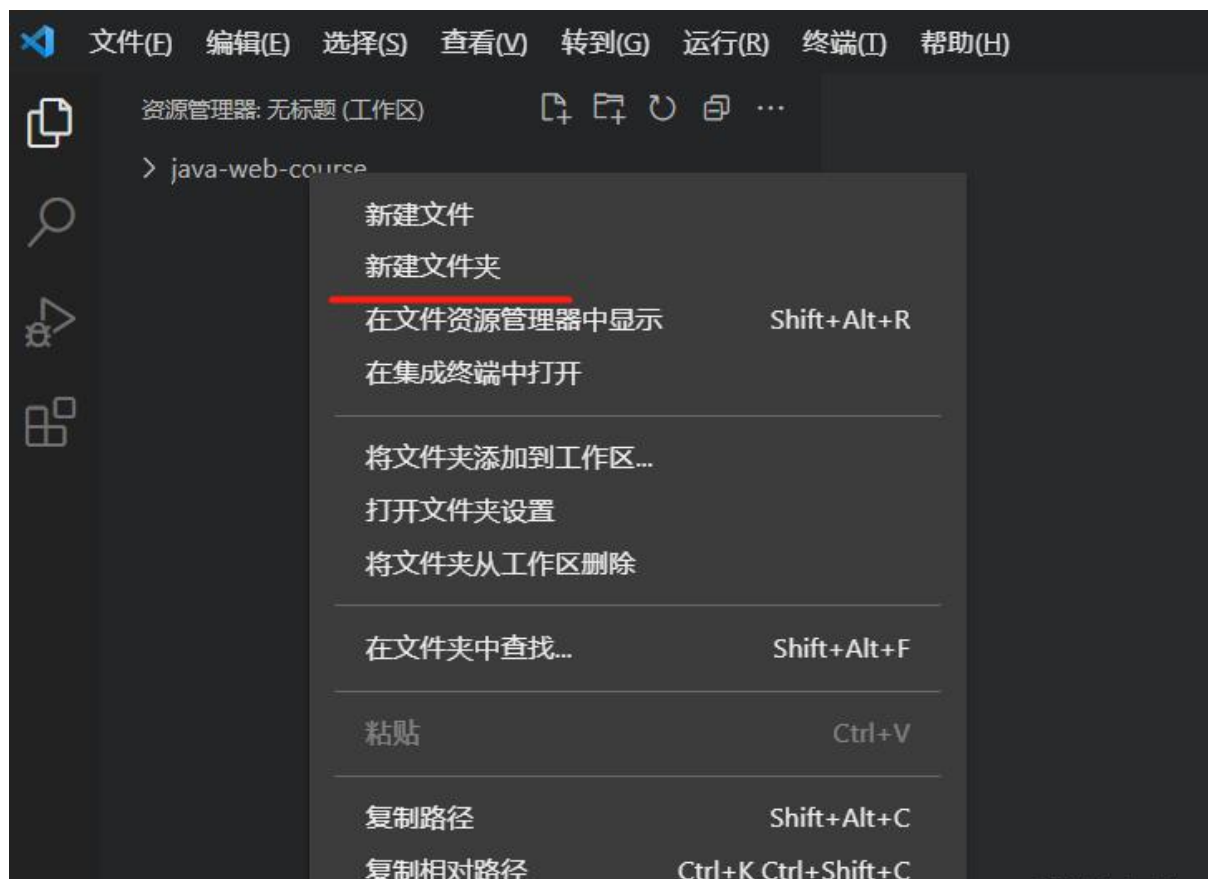 文件(F) 编辑(E) 选择(S) 查看(V) 转到(G) 运行(R) 终端(T) 帮助(H)
资源管理器: 无标题 (工作区)
java-web-course
新建文件
新建文件夹
在文件资源管理器中显示 Shift+Alt+R
在集成终端中打开
将文件夹添加到工作区...
打开文件夹设置
将文件夹从工作区删除
在文件夹中查找... Shift+Alt+F
粘贴 Ctrl+V
复制路径 Shift+Alt+C
复制相对路径 Ctrl+K Ctrl+Shift+C